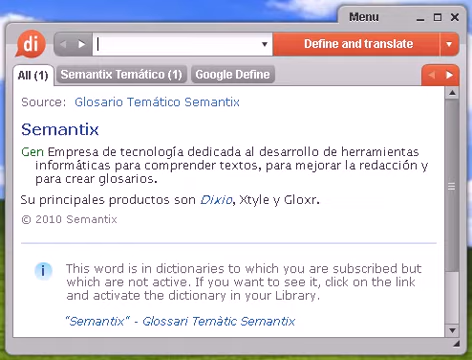 Menu
di
Define and translate
All (1)
Semantix Temático (1)
Google Define
Source: Glosario Temático Semantix
Semantix
Gen Empresa de tecnología dedicada al desarrollo de herramientas
informáticas para comprender textos, para mejorar la redacción y
para crear glosarios.
Su principales productos son Dixio, Xtyle y Gloxr.
© 2010 Semantix
i
This word is in dictionaries to which you are subscribed but
which are not active. If you want to see it, click on the link
and activate the dictionary in your Library.
"Semantix" - Glossari Temàtic Semantix